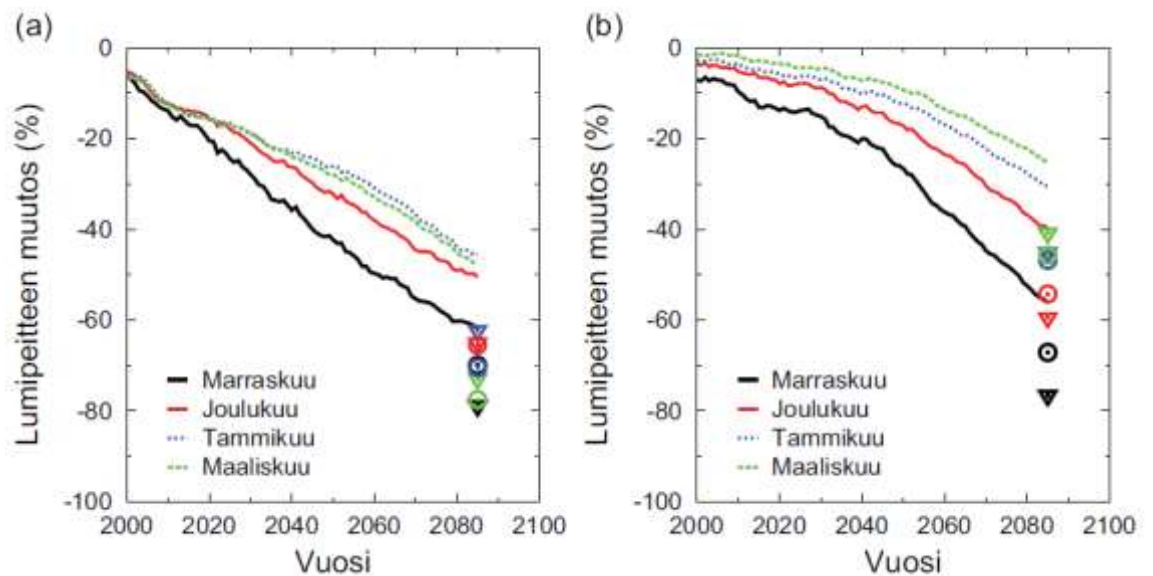 (a)
Lumipeitteen muutos (%)
0
-20
-40
-60
-80
-100
Marraskuu
Joulukuu
Tammikuu
Maaliskuu
2000 2020 2040 2060 2080 2100
Vuosi
(b)
Lumipeitteen muutos (%)
0
-20
-40
-60
-80
-100
Marraskuu
Joulukuu
Tammikuu
Maaliskuu
2000 2020 2040 2060 2080 2100
Vuosi